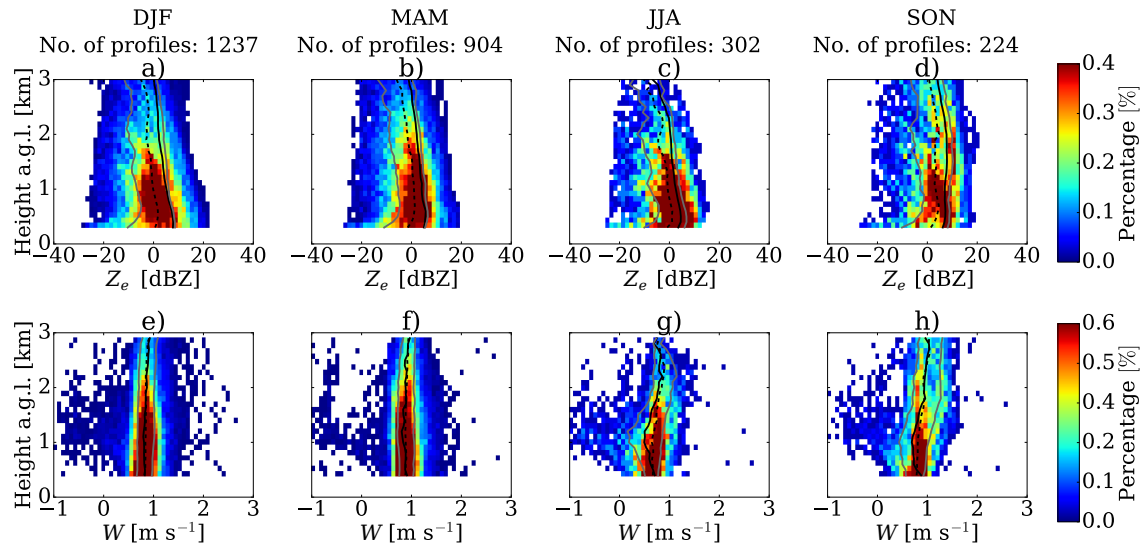 DJF MAM JJA SON
No. of profiles: 1237 No. of profiles: 904 No. of profiles: 302 No. of profiles: 224
a) b) c) d)
Height a.g.l. [km]
3
2
1
0
−40 −20 0 20 40 −40 −20 0 20 40 −40 −20 0 20 40 −40 −20 0 20 40
Z_e [dBZ] Z_e [dBZ] Z_e [dBZ] Z_e [dBZ]
0.4
0.3
0.2
0.1
0.0
Percentage [%]
e) f) g) h)
Height a.g.l. [km]
3
2
1
0
−1 0 1 2 3 −1 0 1 2 3 −1 0 1 2 3 −1 0 1 2 3
W [m s⁻¹] W [m s⁻¹] W [m s⁻¹] W [m s⁻¹]
0.6
0.5
0.4
0.3
0.2
0.1
0.0
Percentage [%]